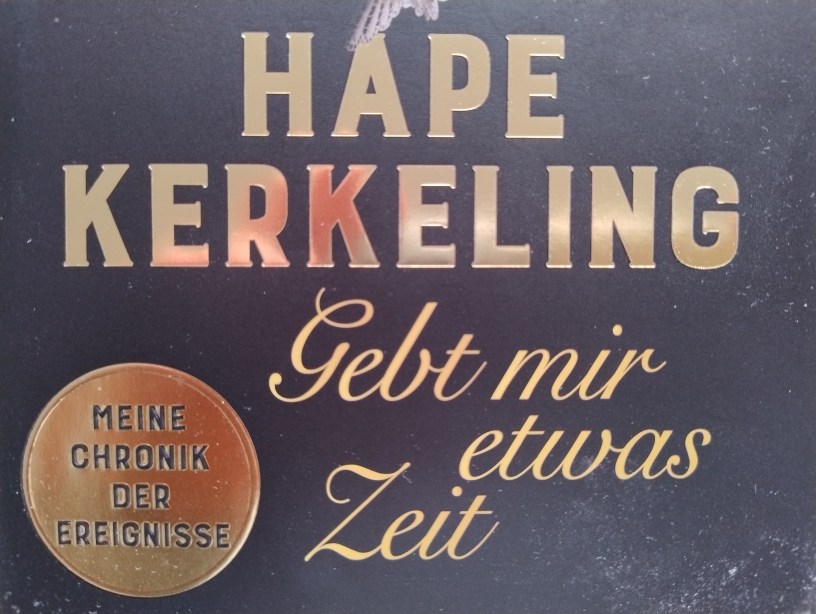 HAPE
KERKELING
Gebt mir
etwas
Zeit
MEINE
CHRONIK
DER
EREIGNISSE